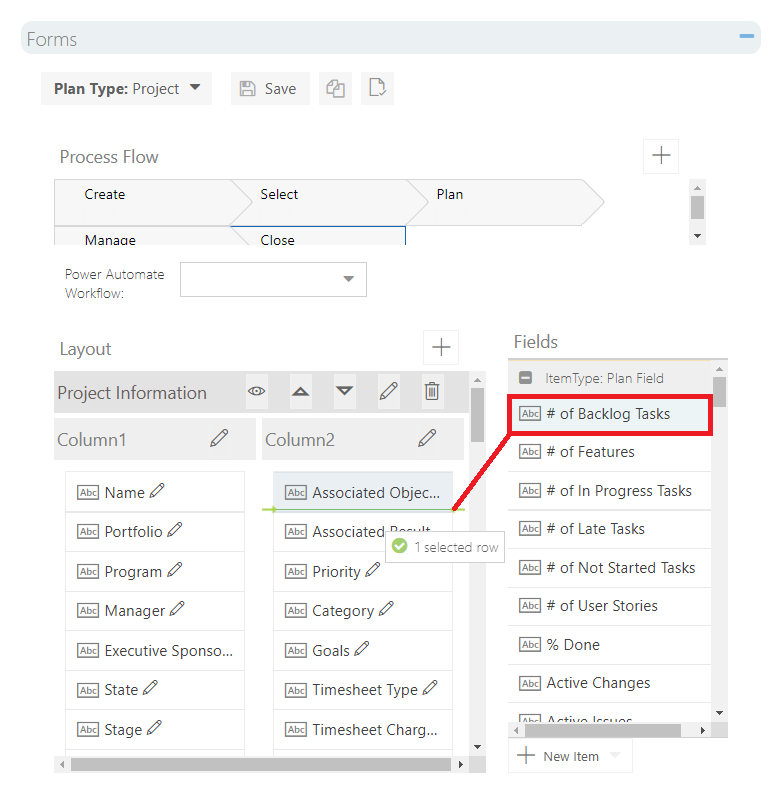 Forms
Plan Type: Project
Save
Process Flow
Create
Select
Plan
Manage
Close
Power Automate
Workflow:
Layout
Project Information
Column1
Column2
Abc Name
Abc Portfolio
Abc Program
Abc Manager
Abc Executive Sponso...
Abc State
Abc Stage
Abc Associated Objec...
Abc Associated Result
1 selected row
Abc Priority
Abc Category
Abc Goals
Abc Timesheet Type
Abc Timesheet Charg...
Fields
ItemType: Plan Field
Abc # of Backlog Tasks
Abc # of Features
Abc # of In Progress Tasks
Abc # of Late Tasks
Abc # of Not Started Tasks
Abc # of User Stories
Abc % Done
Abc Active Changes
Abc Active Issues
New Item